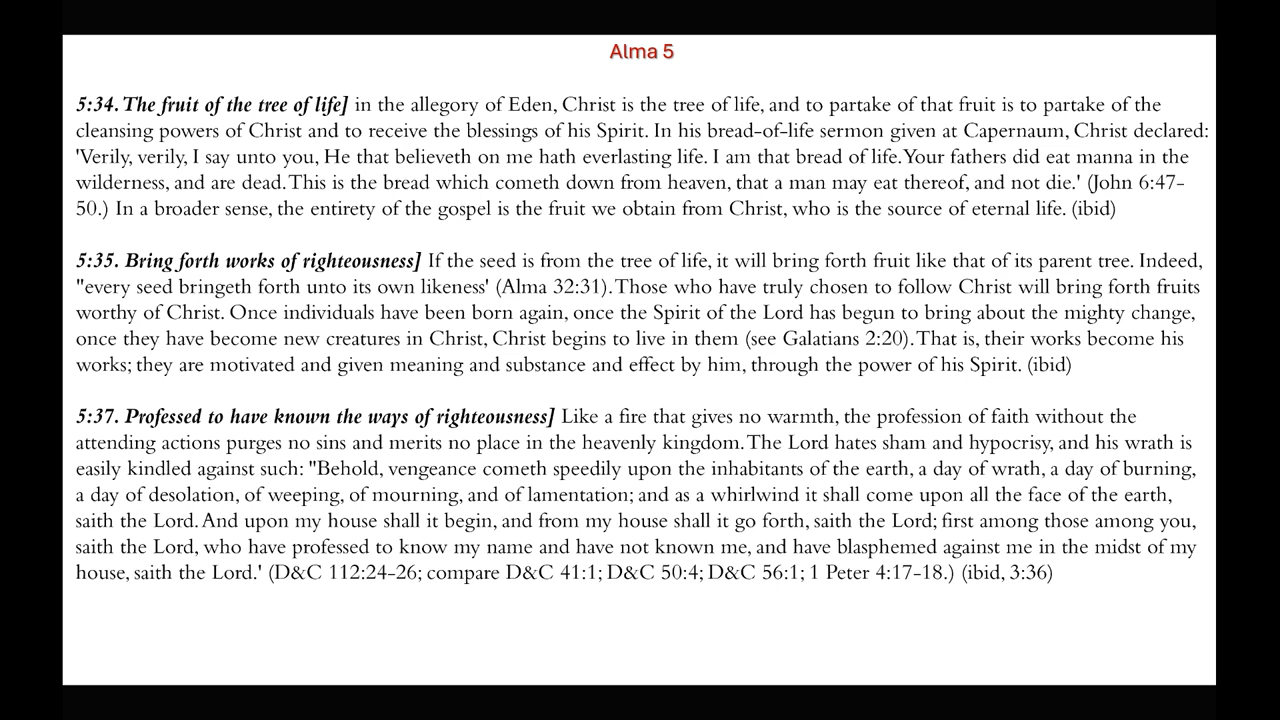 Alma 5
5:34. The fruit of the tree of life] in the allegory of Eden, Christ is the tree of life, and to partake of that fruit is to partake of the
cleansing powers of Christ and to receive the blessings of his Spirit. In his bread-of-life sermon given at Capernaum, Christ declared:
'Verily, verily, I say unto you, He that believeth on me hath everlasting life. I am that bread of life. Your fathers did eat manna in the
wilderness, and are dead. This is the bread which cometh down from heaven, that a man may eat thereof, and not die.' (John 6:47-
50.) In a broader sense, the entirety of the gospel is the fruit we obtain from Christ, who is the source of eternal life. (ibid)
5:35. Bring forth works of righteousness] If the seed is from the tree of life, it will bring forth fruit like that of its parent tree. Indeed,
"every seed bringeth forth unto its own likeness' (Alma 32:31). Those who have truly chosen to follow Christ will bring forth fruits
worthy of Christ. Once individuals have been born again, once the Spirit of the Lord has begun to bring about the mighty change,
once they have become new creatures in Christ, Christ begins to live in them (see Galatians 2:20). That is, their works become his
works; they are motivated and given meaning and substance and effect by him, through the power of his Spirit. (ibid)
5:37. Professed to have known the ways of righteousness] Like a fire that gives no warmth, the profession of faith without the
attending actions purges no sins and merits no place in the heavenly kingdom. The Lord hates sham and hypocrisy, and his wrath is
easily kindled against such: "Behold, vengeance cometh speedily upon the inhabitants of the earth, a day of wrath, a day of burning,
a day of desolation, of weeping, of mourning, and of lamentation; and as a whirlwind it shall come upon all the face of the earth,
saith the Lord. And upon my house shall it begin, and from my house shall it go forth, saith the Lord; first among those among you,
saith the Lord, who have professed to know my name and have not known me, and have blasphemed against me in the midst of my
house, saith the Lord.' (D&C 112:24-26; compare D&C 41:1; D&C 50:4; D&C 56:1; 1 Peter 4:17-18.) (ibid, 3:36)